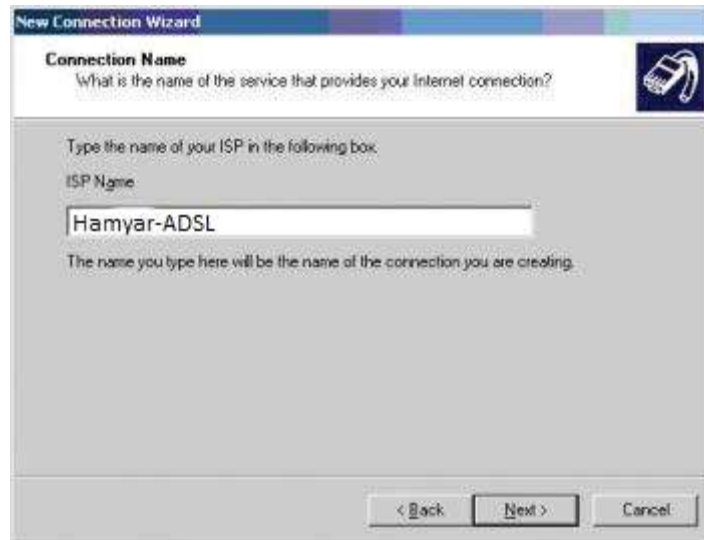 New Connection Wizard
Connection Name
What is the name of the service that provides your Internet connection?
Type the name of your ISP in the following box.
ISP Name
Hamyar-ADSL
The name you type here will be the name of the connection you are creating.
< Back
Next >
Cancel